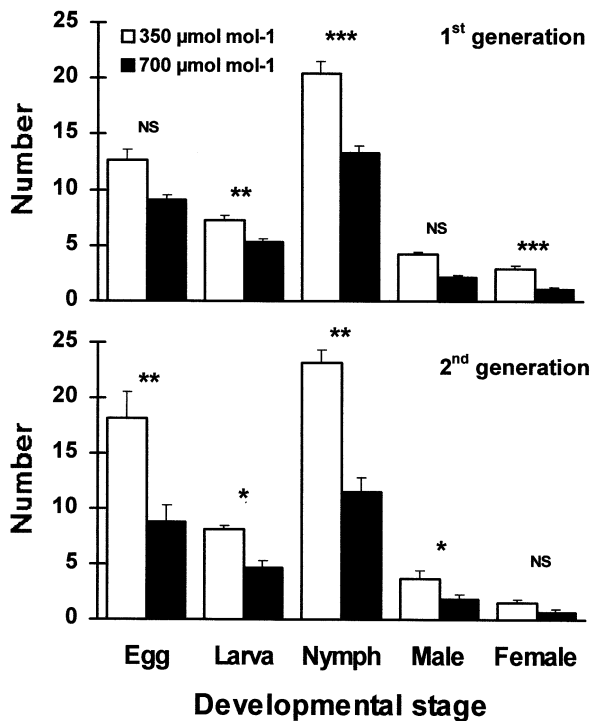 25
20
15
10
5
0
Number
350 µmol mol-1
700 µmol mol-1
1st generation
NS
**
***
NS
***
25
20
15
10
5
0
Number
2nd generation
**
*
**
*
NS
Egg Larva Nymph Male Female
Developmental stage